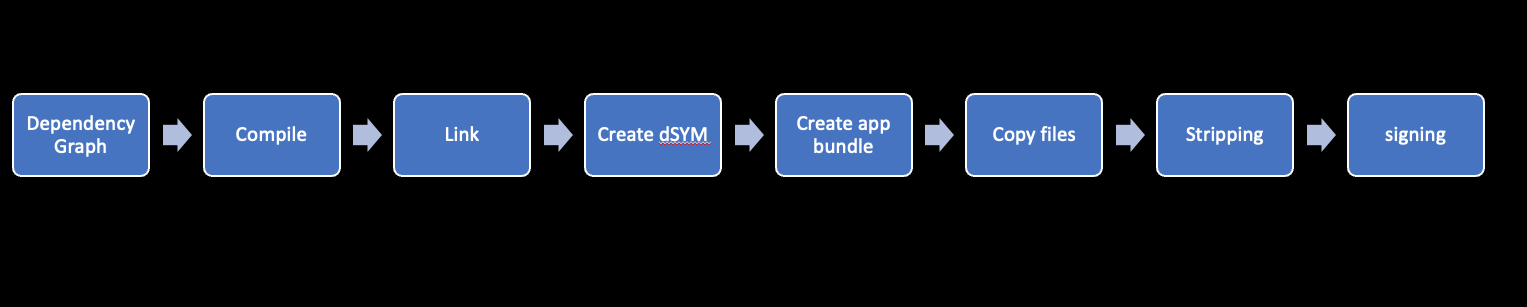 Dependency
Graph
Compile
Link
Create dSYM
Create app
bundle
Copy files
Stripping
signing